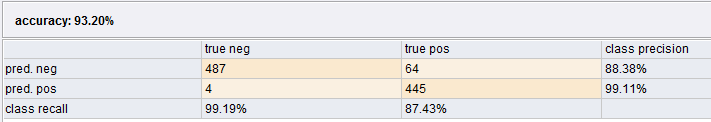 accuracy: 93.20%
true neg true pos class precision
pred. neg 487 64 88.38%
pred. pos 4 445 99.11%
class recall 99.19% 87.43%